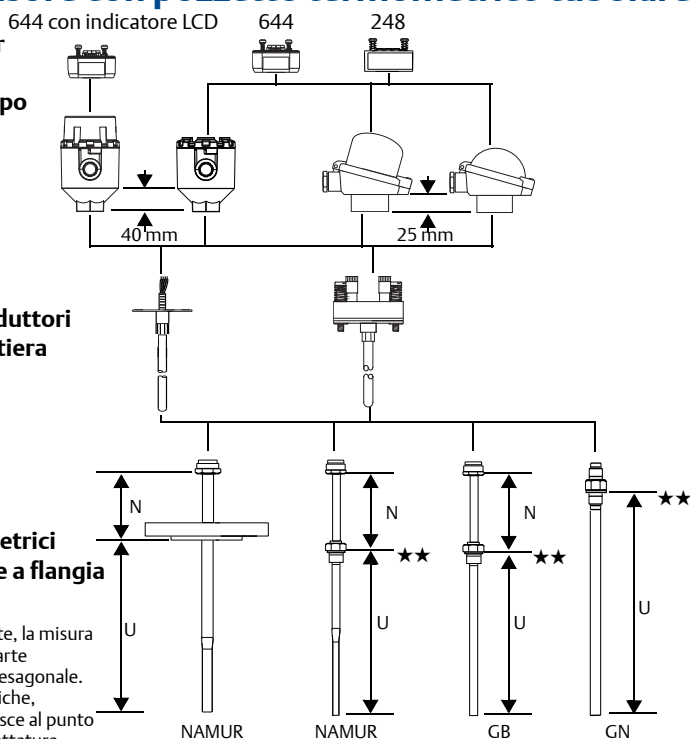 644 con indicatore LCD 644 248
po
40 mm 25 mm
duttori
tiera
N N N
★★
★★ ★★
etrici
e a flangia
U U U U
te, la misura
arte
esagonale.
iche,
sce al punto
NAMUR NAMUR GB GN